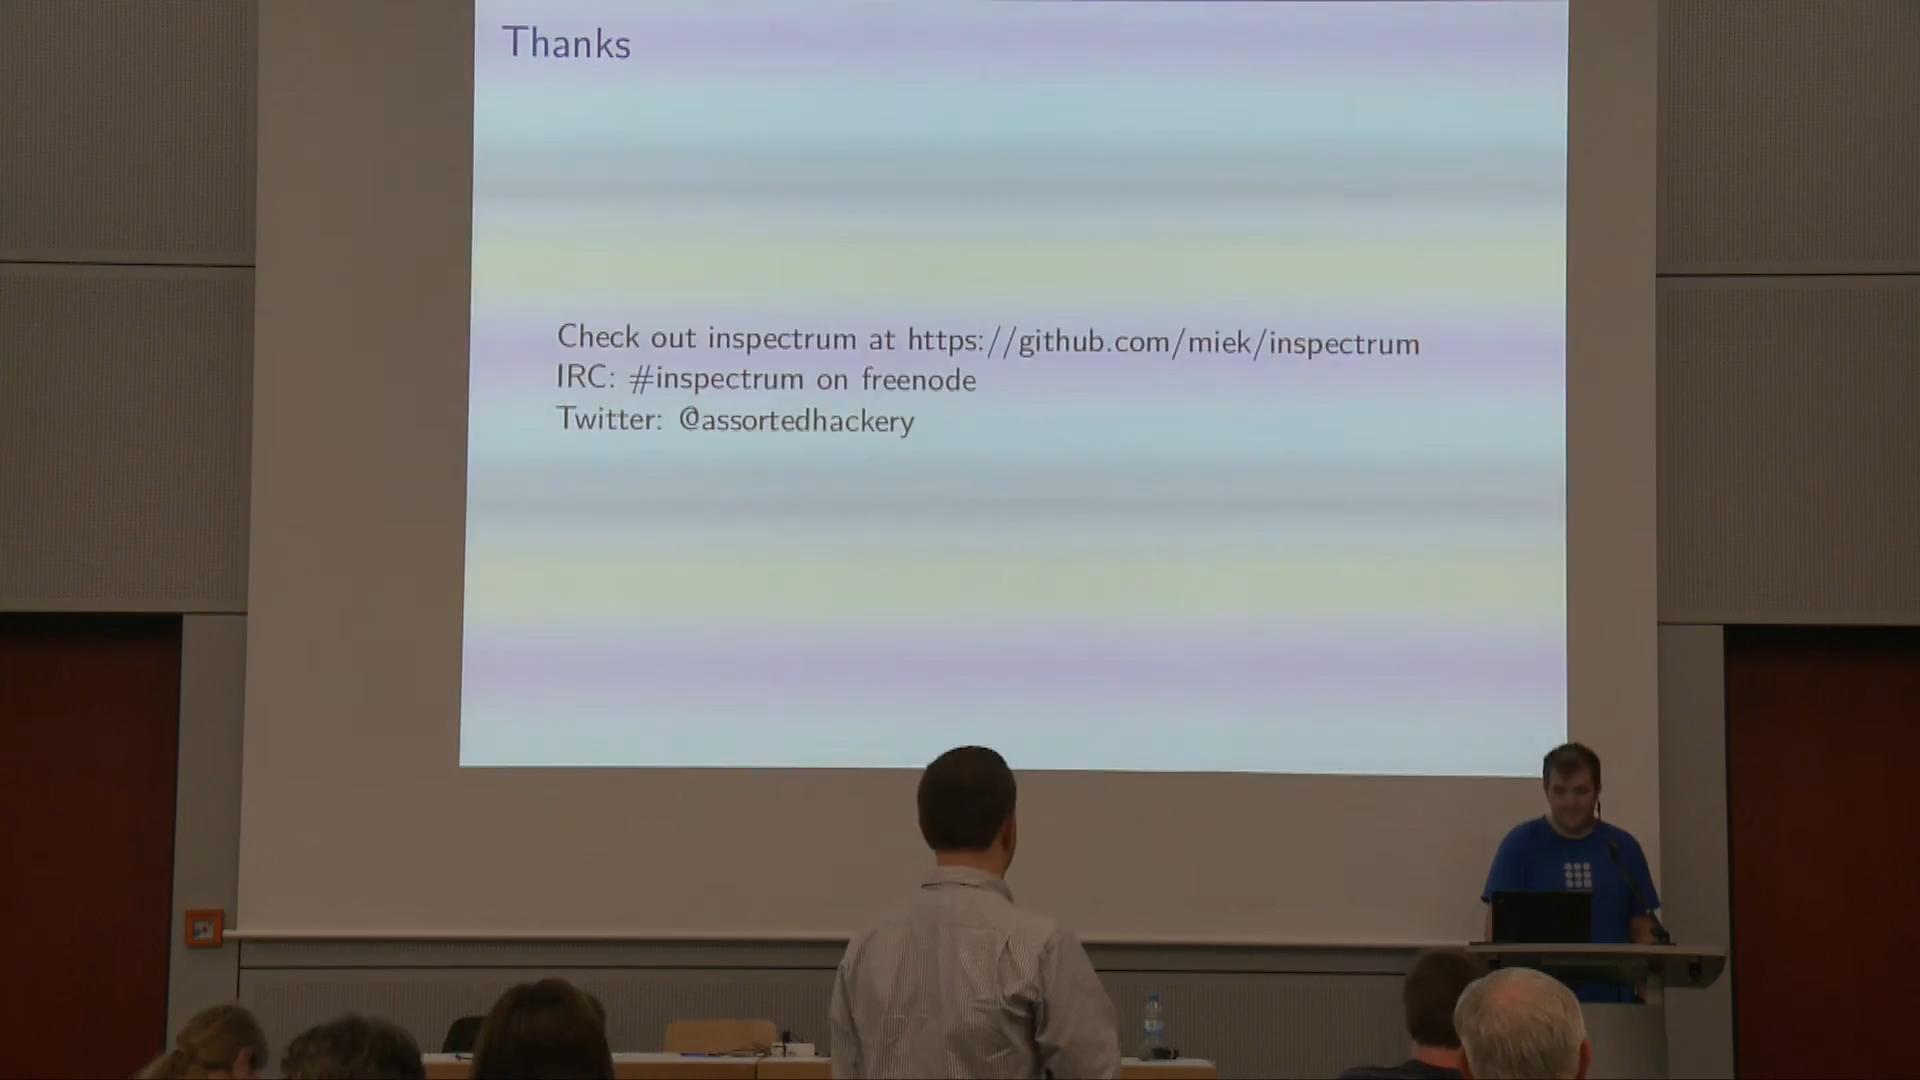 Thanks
Check out inspectrum at https://github.com/miek/inspectrum
IRC: #inspectrum on freenode
Twitter: @assortedhackery